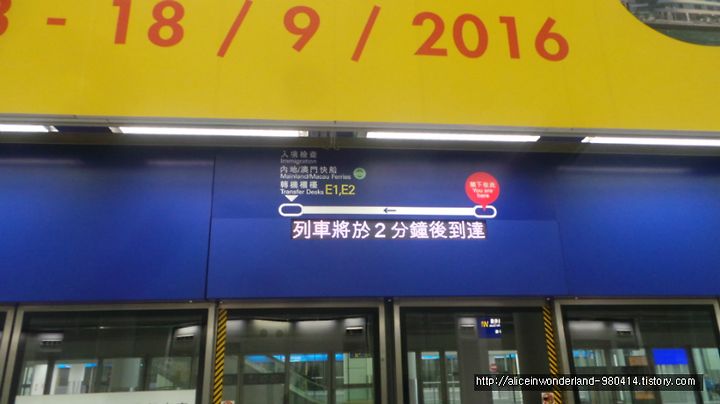 - 18 / 9 / 2016
入境檢查
Immigration
內地/澳門快船
Mainland/Macau Ferries
轉機櫃檯
Transfer Desks E1,E2
閣下在此
You are
here
列車將於 2 分鐘後到達
http://aliceinwonderland-980414.tistory.com